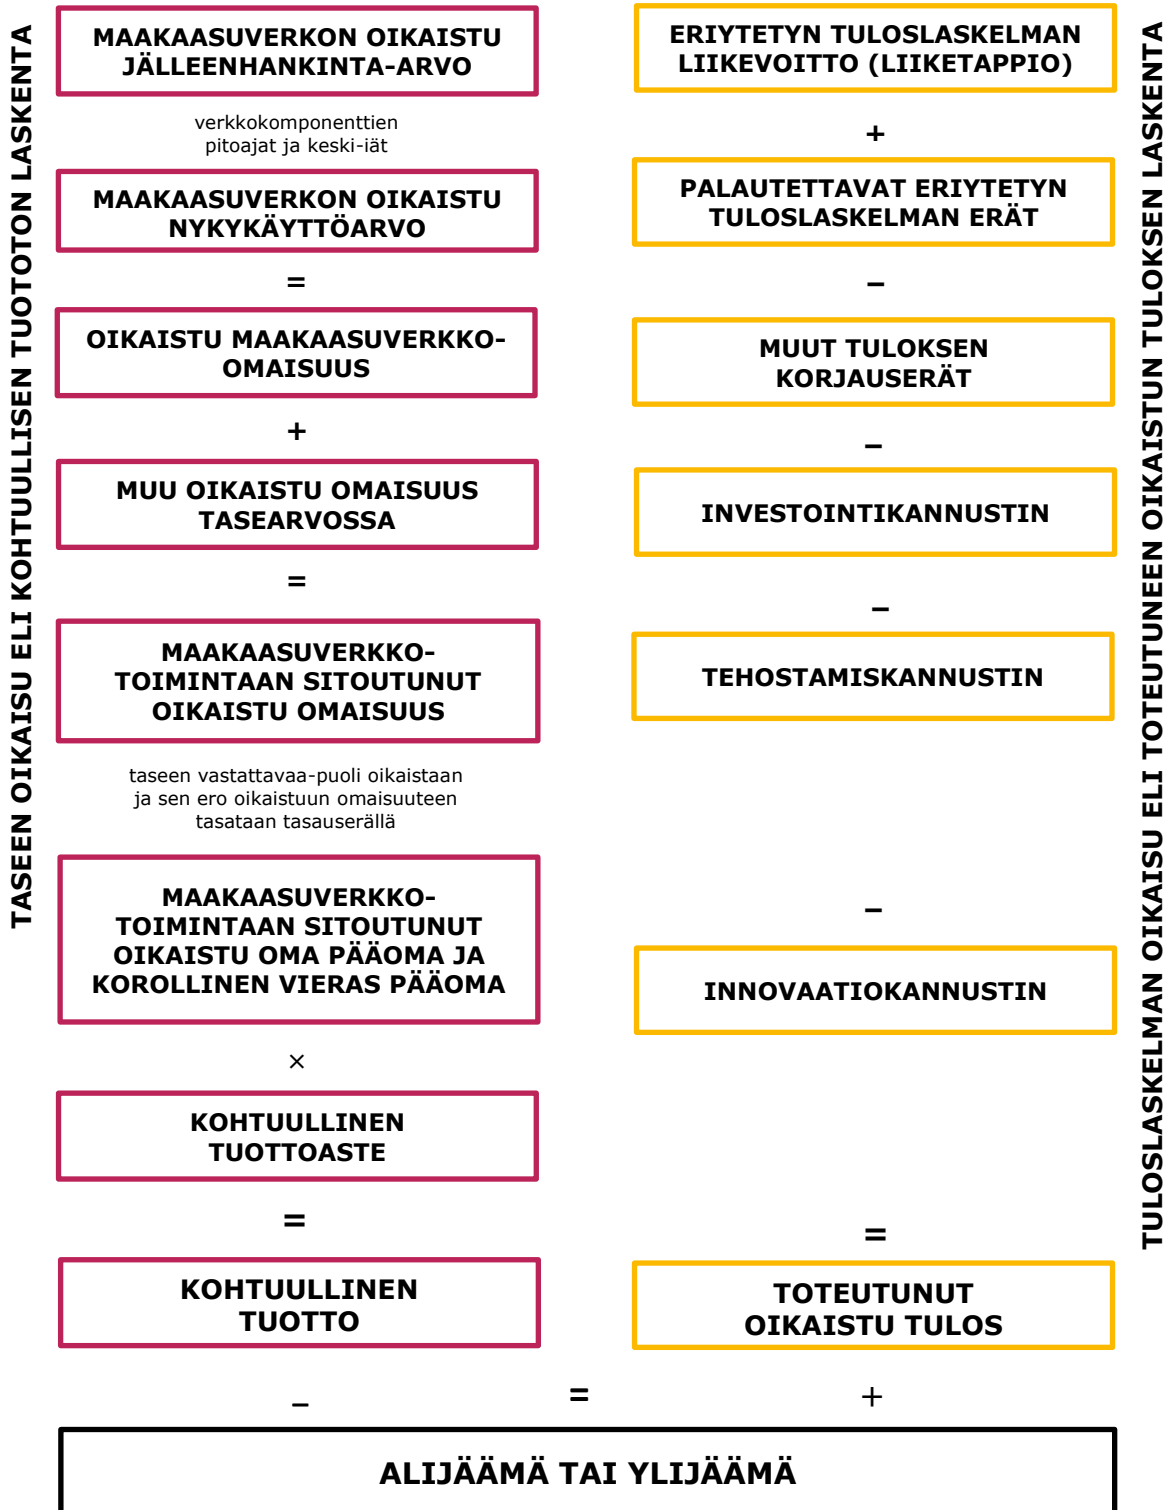 TASEEN OIKAISU ELI KOHTUULLISEN TUOTOTON LASKENTA
MAAKAASUVERKON OIKAISTU
JÄLLEENHANKINTA-ARVO
verkkokomponenttien
pitoajat ja keski-iät
MAAKAASUVERKON OIKAISTU
NYKYKÄYTTÖARVO
=
OIKAISTU MAAKAASUVERKKO-
OMAISUUS
+
MUU OIKAISTU OMAISUUS
TASEARVOSSA
=
MAAKAASUVERKKO-
TOIMINTAAN SITOUTUNUT
OIKAISTU OMAISUUS
taseen vastattavaa-puoli oikaistaan
ja sen ero oikaistuun omaisuuteen
tasataan tasauserällä
MAAKAASUVERKKO-
TOIMINTAAN SITOUTUNUT
OIKAISTU OMA PÄÄOMA JA
KOROLLINEN VIERAS PÄÄOMA
×
KOHTUULLINEN
TUOTTOASTE
=
KOHTUULLINEN
TUOTTO
ERIYTETYN TULOSLASKELMAN
LIIKEVOITTO (LIIKETAPPIO)
+
PALAUTETTAVAT ERIYTETYN
TULOSLASKELMAN ERÄT
–
MUUT TULOKSEN
KORJAUSERÄT
–
INVESTOINTIKANNUSTIN
–
TEHOSTAMISKANNUSTIN
–
INNOVAATIOKANNUSTIN
=
TOTEUTUNUT
OIKAISTU TULOS
TULOSLASKELMAN OIKAISU ELI TOTEUTUNEEN OIKAISTUN TULOKSEN LASKENTA
– = +
ALIJÄÄMÄ TAI YLIJÄÄMÄ